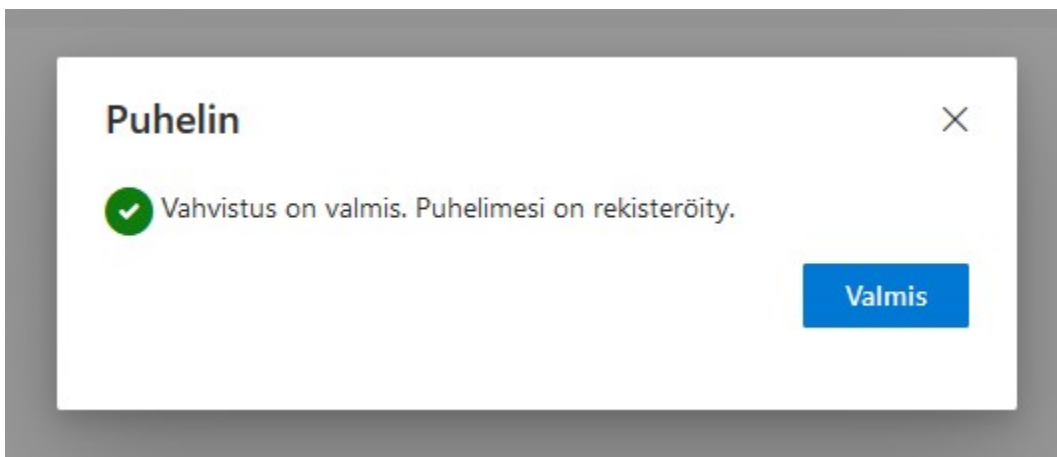 Puhelin
Vahvistus on valmis. Puhelimesi on rekisteröity.
Valmis